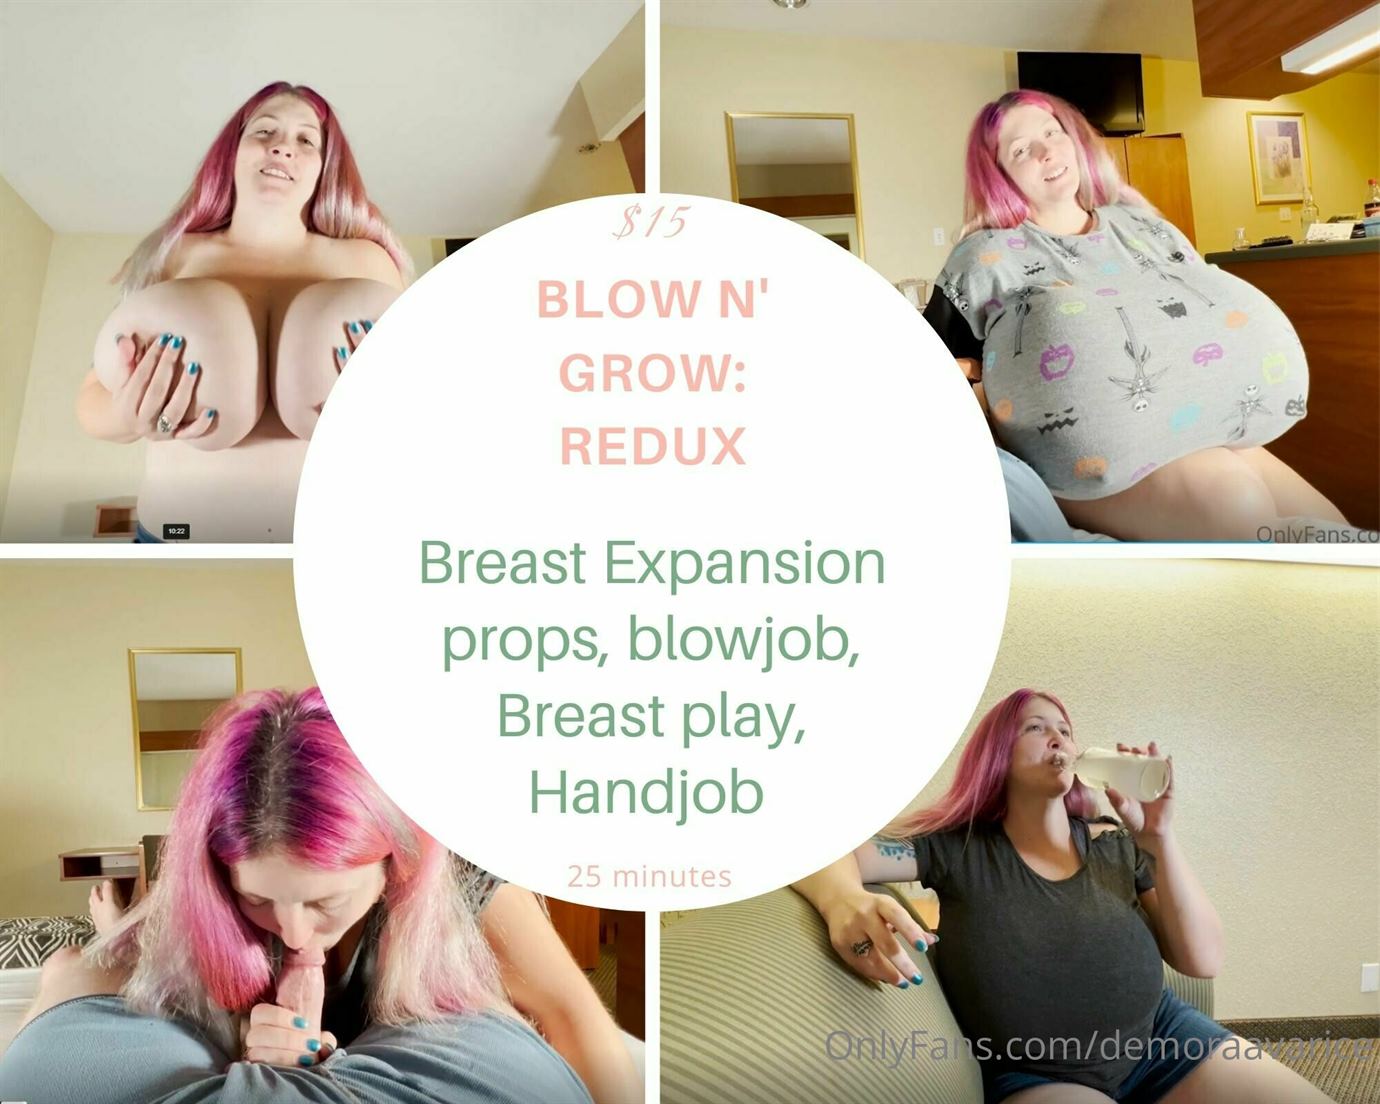 $15
BLOW N'
GROW:
REDUX
Breast Expansion
props, blowjob,
Breast play,
Handjob
25 minutes
10:22
OnlyFans.co
OnlyFans.com/demoraavarice